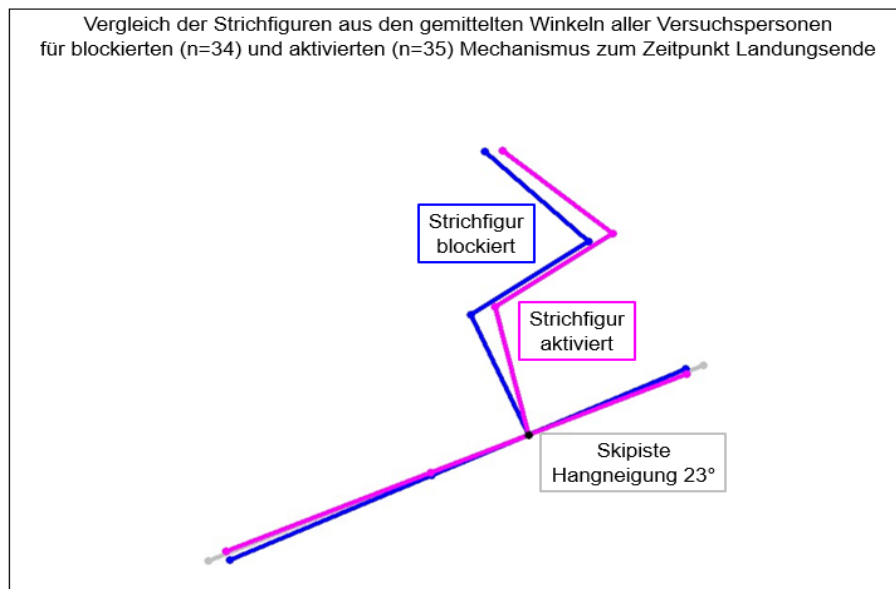 Vergleich der Strichfiguren aus den gemittelten Winkeln aller Versuchspersonen
für blockierten (n=34) und aktivierten (n=35) Mechanismus zum Zeitpunkt Landungsende
Strichfigur
blockiert
Strichfigur
aktiviert
Skipiste
Hangneigung 23°